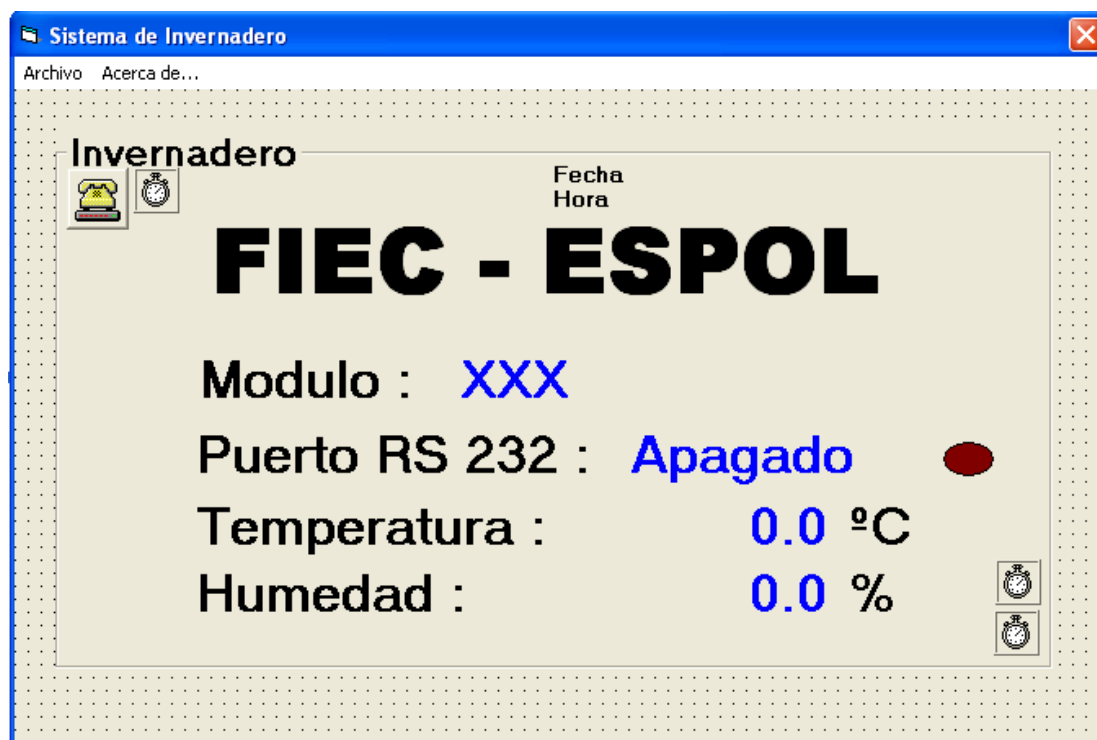 Sistema de Invernadero
Archivo Acerca de...
Invernadero
Fecha
Hora
FIEC - ESPOL
Modulo : XXX
Puerto RS 232 : Apagado
Temperatura : 0.0 ºC
Humedad : 0.0 %